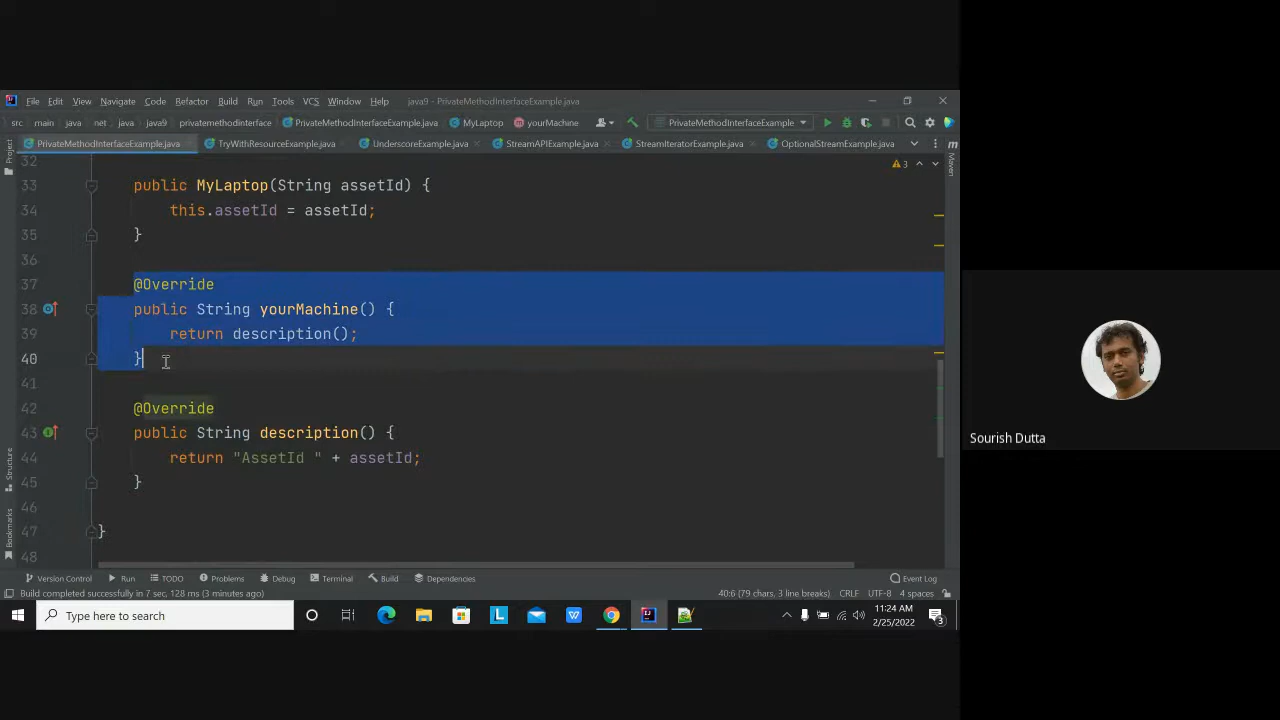 File Edit View Navigate Code Refactor Build Run Tools VCS Window Help java9 - PrivateMethodInterfaceExample.java
src main java net java java9 privatemethodinterface PrivateMethodInterfaceExample.java MyLaptop yourMachine PrivateMethodInterfaceExample
PrivateMethodInterfaceExample.java TryWithResourceExample.java UnderscoreExample.java StreamAPIExample.java StreamIteratorExample.java OptionalStreamExample.java
Project
Maven
3
32
33 public MyLaptop(String assetId) {
34 this.assetId = assetId;
35 }
36
37 @Override
38 public String yourMachine() {
39 return description();
40 }
41
42 @Override
43 public String description() {
44 return "AssetId " + assetId;
45 }
46
47 }
48
Structure
Bookmarks
Sourish Dutta
Version Control Run TODO Problems Debug Terminal Build Dependencies Event Log
Build completed successfully in 7 sec, 128 ms (3 minutes ago) 40:6 (79 chars, 3 line breaks) CRLF UTF-8 4 spaces
Type here to search
11:24 AM
2/25/2022
3